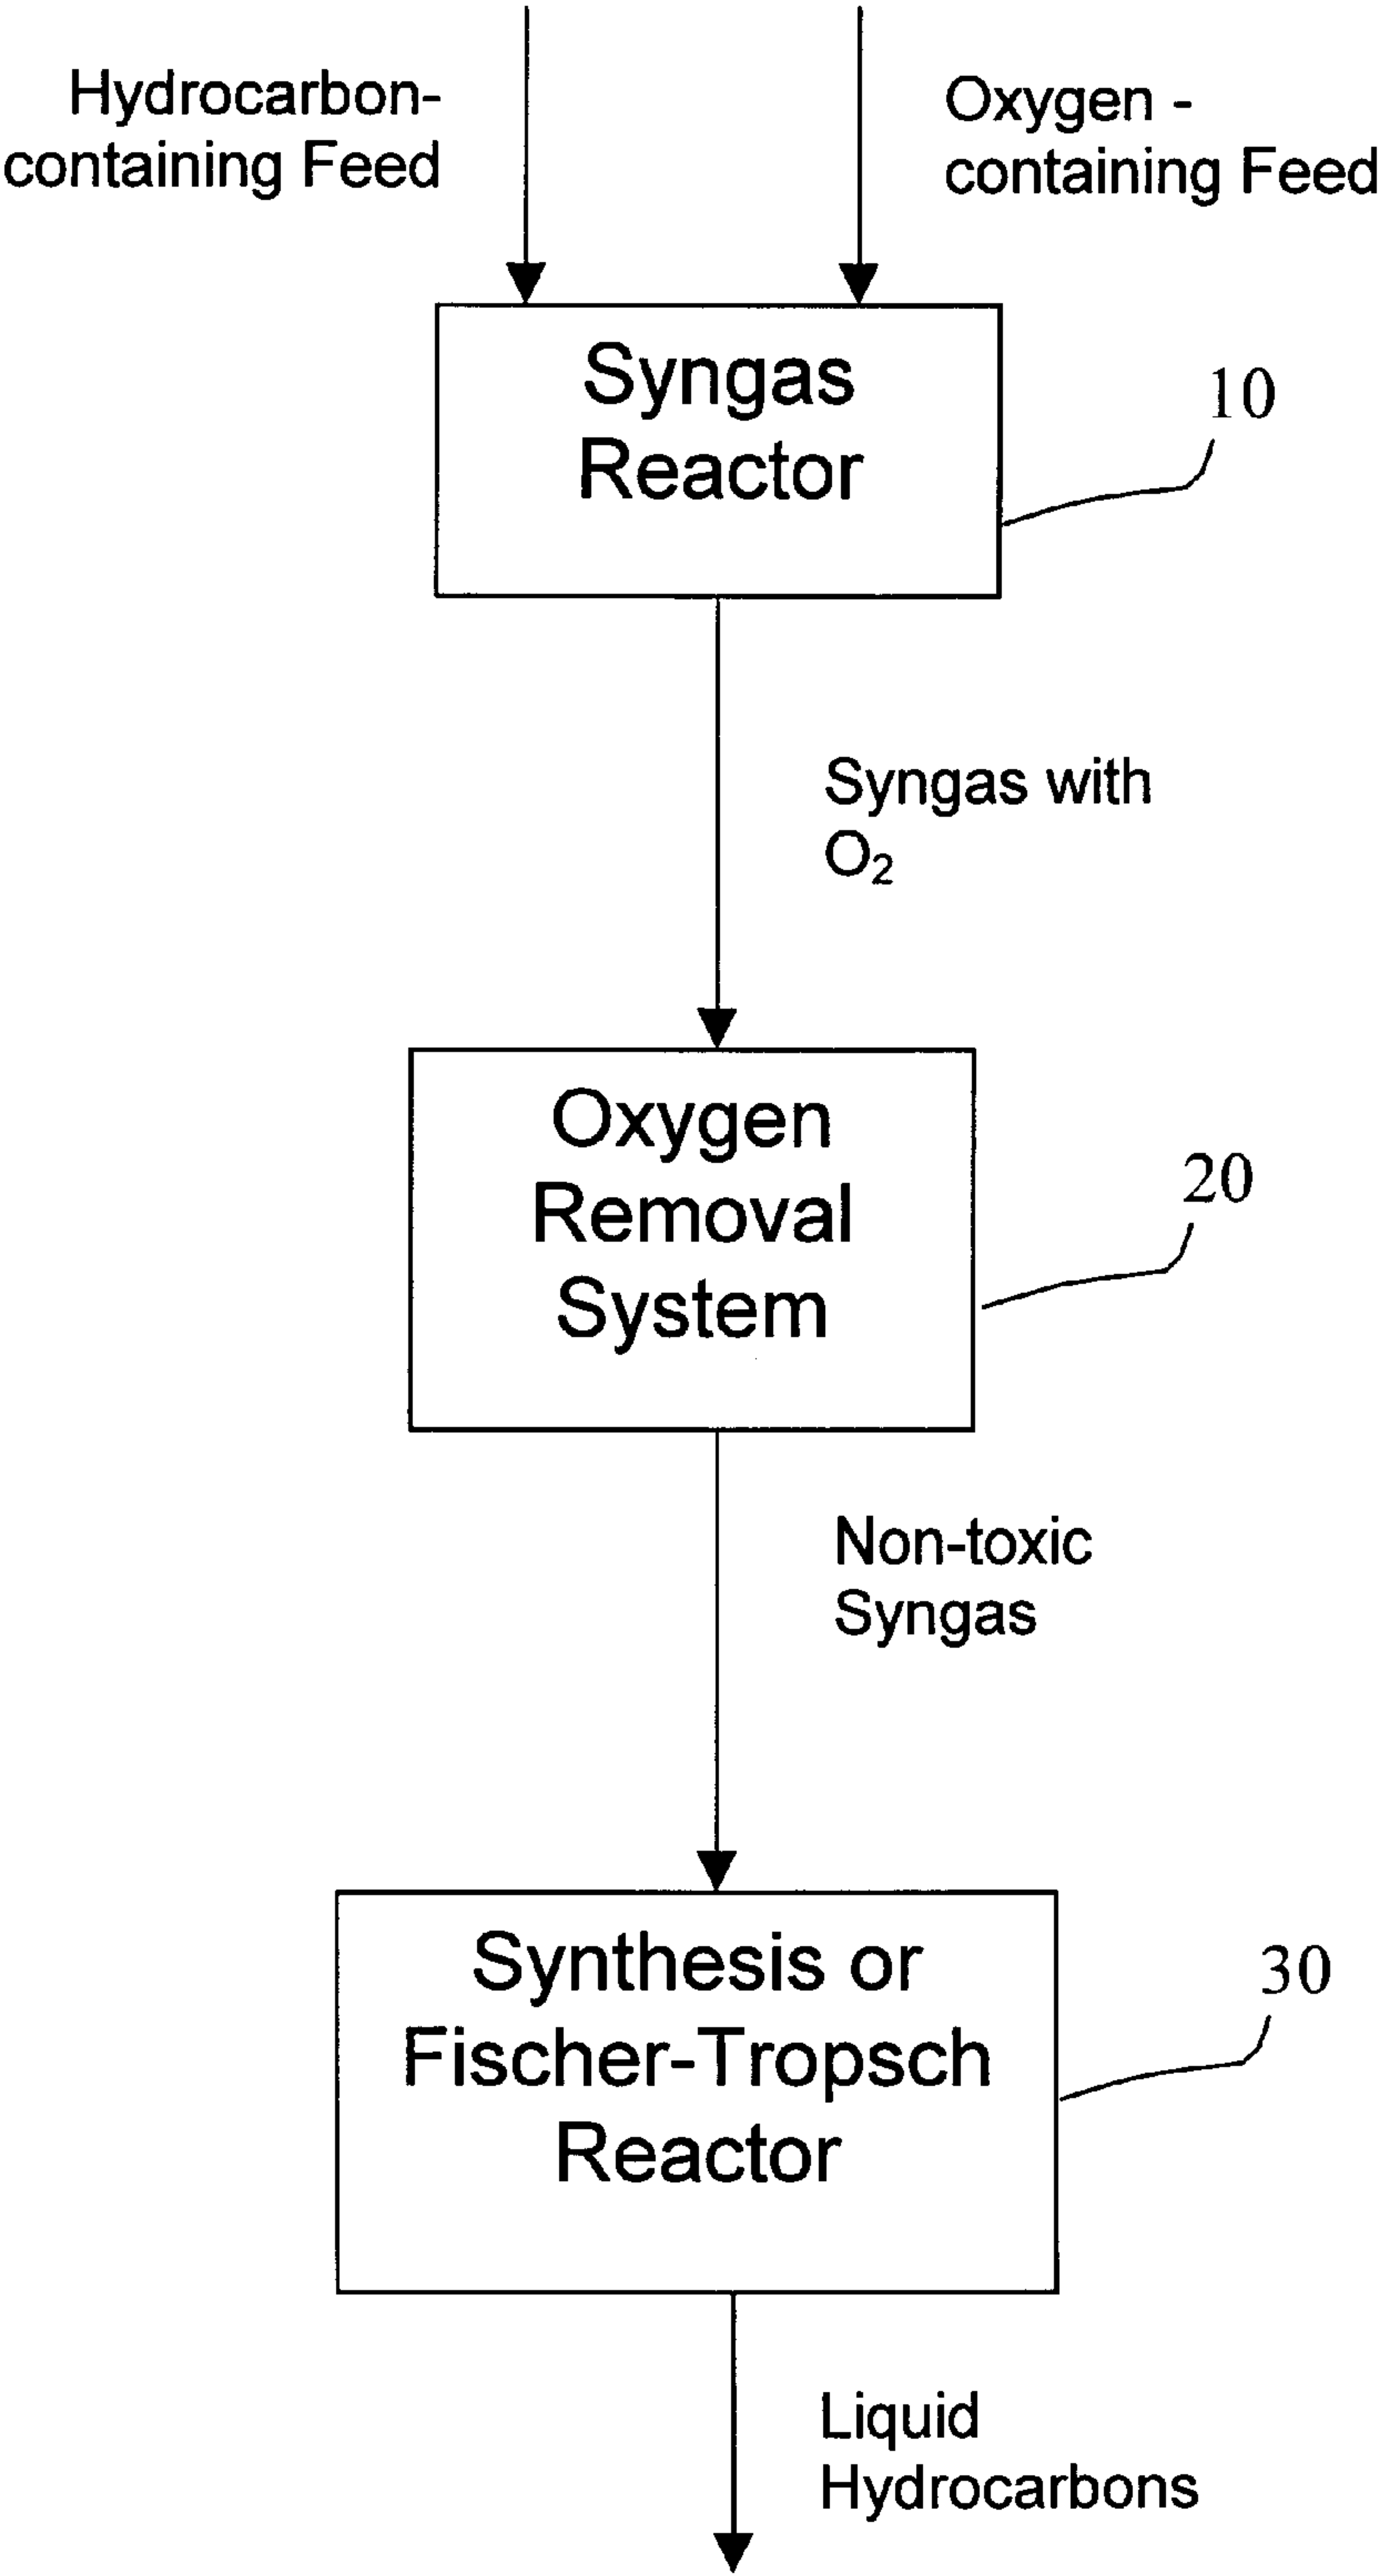 Hydrocarbon-
containing Feed
Oxygen -
containing Feed
Syngas
Reactor
10
Syngas with
O₂
Oxygen
Removal
System
20
Non-toxic
Syngas
Synthesis or
Fischer-Tropsch
Reactor
30
Liquid
Hydrocarbons